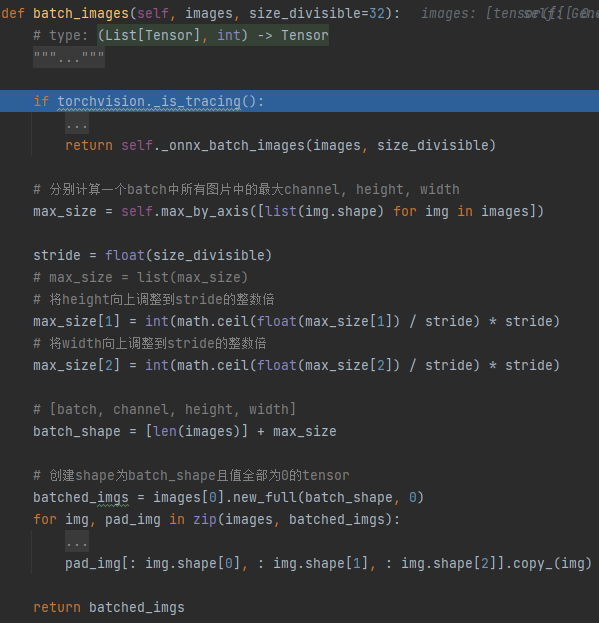 def batch_images(self, images, size_divisible=32):   images: [tensor
    # type: (List[Tensor], int) -> Tensor
    """..."""
    if torchvision._is_tracing():
        ...
        return self._onnx_batch_images(images, size_divisible)
    # 分别计算一个batch中所有图片中的最大channel, height, width
    max_size = self.max_by_axis([list(img.shape) for img in images])
    stride = float(size_divisible)
    # max_size = list(max_size)
    # 将height向上调整到stride的整数倍
    max_size[1] = int(math.ceil(float(max_size[1]) / stride) * stride)
    # 将width向上调整到stride的整数倍
    max_size[2] = int(math.ceil(float(max_size[2]) / stride) * stride)
    # [batch, channel, height, width]
    batch_shape = [len(images)] + max_size
    # 创建shape为batch_shape且值全部为0的tensor
    batched_imgs = images[0].new_full(batch_shape, 0)
    for img, pad_img in zip(images, batched_imgs):
        ...
        pad_img[: img.shape[0], : img.shape[1], : img.shape[2]].copy_(img)
    return batched_imgs